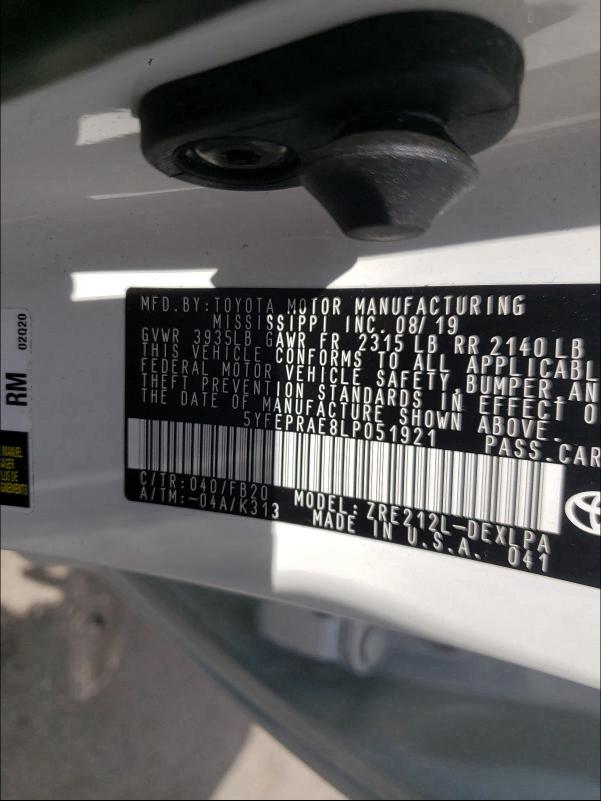 MFD. BY: TOYOTA MOTOR MANUFACTURING
MISSISSIPPI INC. 08/19
GVWR 3935LB GAWR FR 2315 LB RR 2140 LB
THIS VEHICLE CONFORMS TO ALL APPLICABL
FEDERAL MOTOR VEHICLE SAFETY, BUMPER, AN
THEFT PREVENTION STANDARDS IN EFFECT O
THE DATE OF MANUFACTURE SHOWN ABOVE.
5YFEPRAE8LP051921 PASS.CAR
C/TR: 040/FB20
A/TM: -04A/K313
MODEL: ZRE212L-DEXLPA
MADE IN U.S.A. 041
RM
02Q20